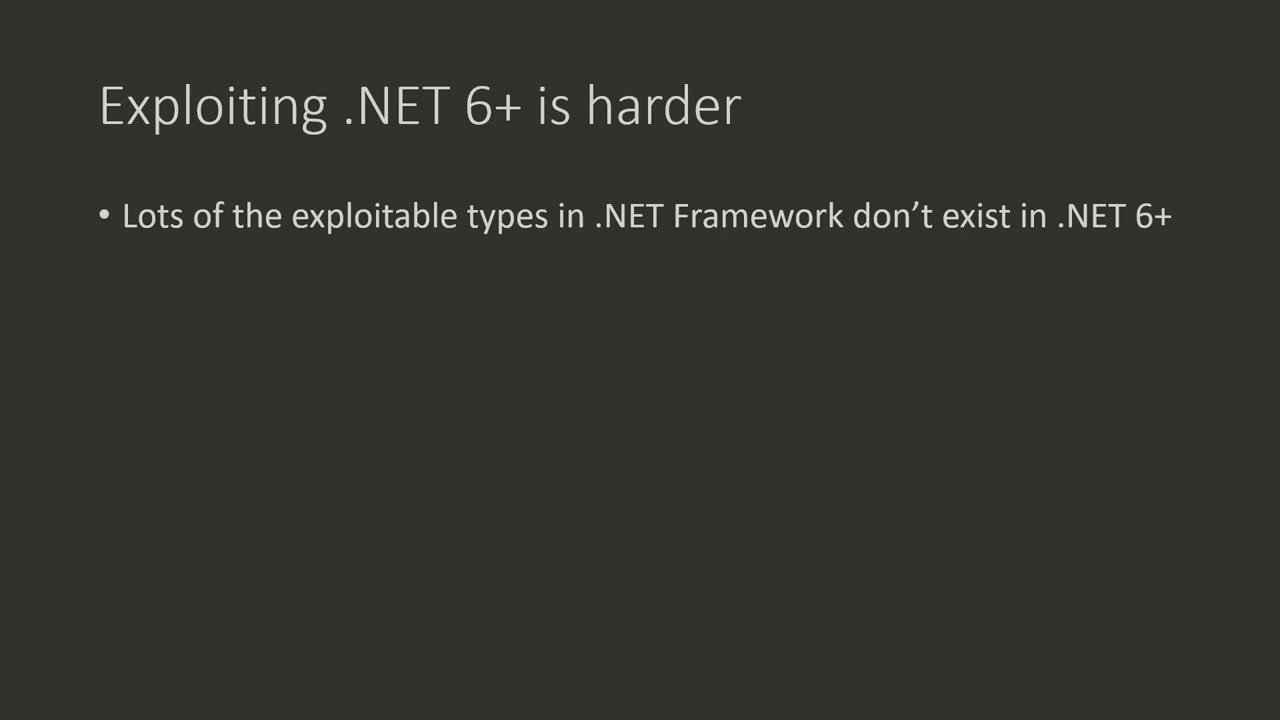 Exploiting .NET 6+ is harder
• Lots of the exploitable types in .NET Framework don’t exist in .NET 6+